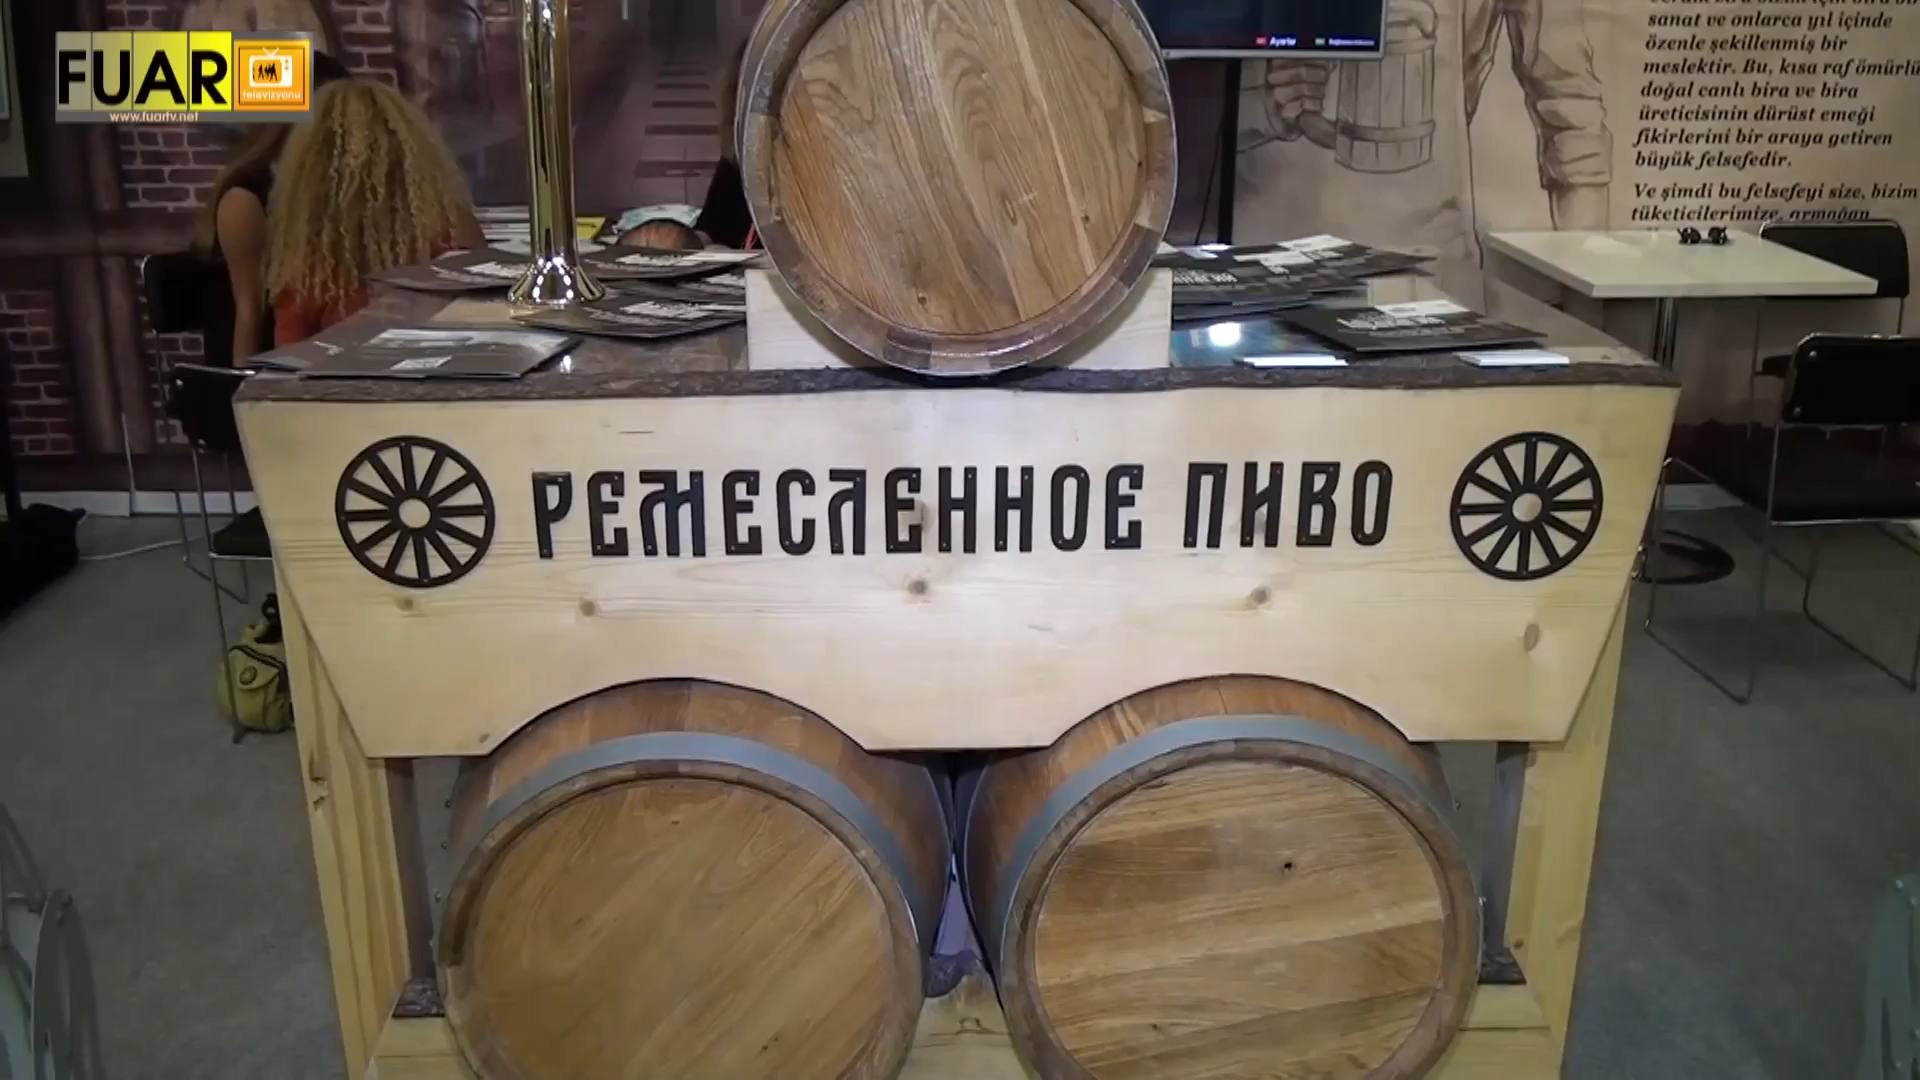 FUAR
televizyonu
www.fuartv.net
sanat ve onlarca yıl içinde
özenle şekillenmiş bir
meslektir. Bu, kısa raf ömürlü
doğal canlı bira ve bira
üreticisinin dürüst emeği
fikirlerini bir araya getiren
büyük felsefedir.
Ve şimdi bu felsefeyi size, bizim
tüketicilerimize, armağan
РЕМЕСЛЕННОЕ ПИВО